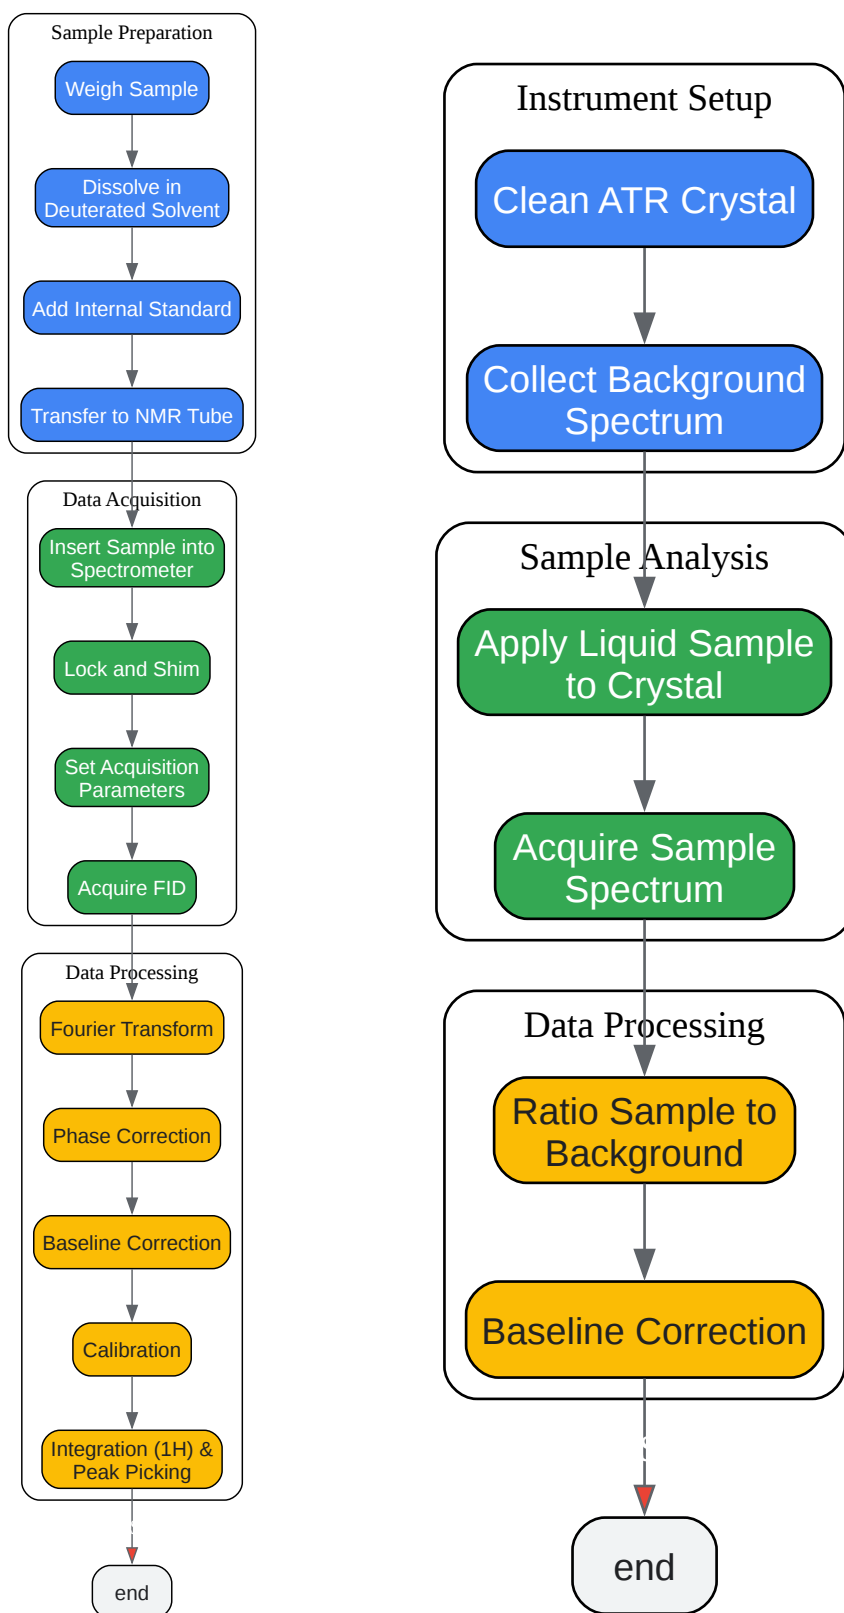 Sample Preparation
Weigh Sample
Dissolve in
Deuterated Solvent
Add Internal Standard
Transfer to NMR Tube
Data Acquisition
Insert Sample into
Spectrometer
Lock and Shim
Set Acquisition
Parameters
Acquire FID
Data Processing
Fourier Transform
Phase Correction
Baseline Correction
Calibration
Integration (1H) &
Peak Picking
end
Instrument Setup
Clean ATR Crystal
Collect Background
Spectrum
Sample Analysis
Apply Liquid Sample
to Crystal
Acquire Sample
Spectrum
Data Processing
Ratio Sample to
Background
Baseline Correction
end